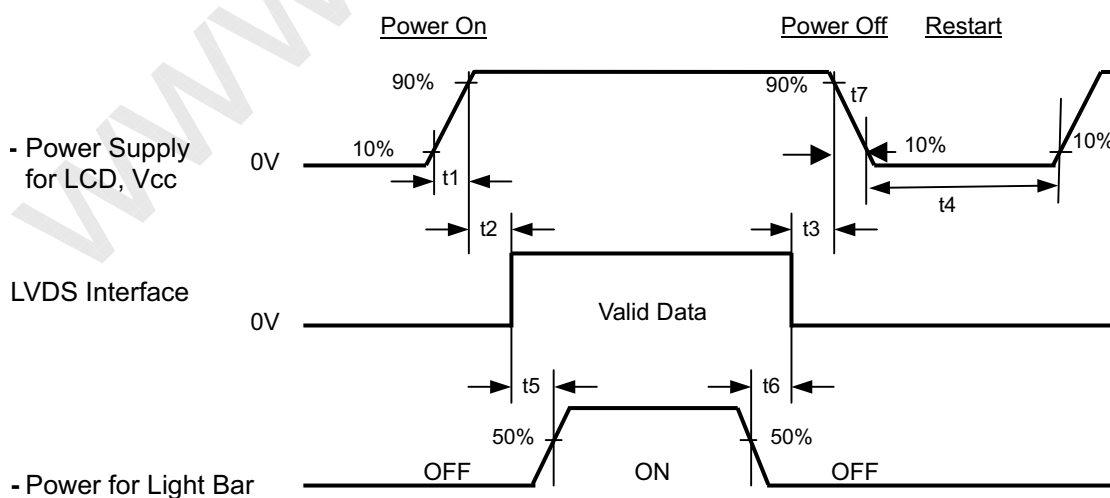 Power On
Power Off
Restart
90%
90%
t7
- Power Supply
for LCD, Vcc
0V
10%
10%
10%
t1
t4
t2
t3
LVDS Interface
0V
Valid Data
t5
t6
50%
50%
- Power for Light Bar
OFF
ON
OFF